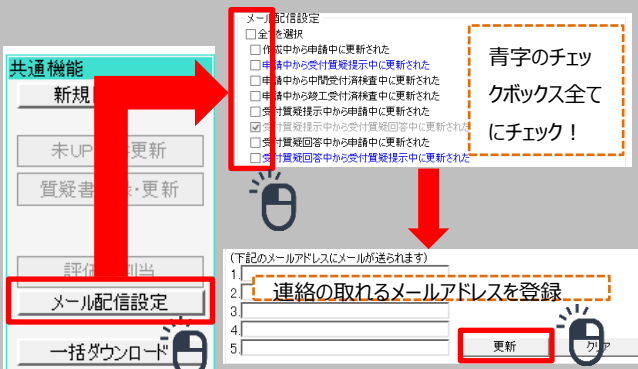 共通機能
新規
未UP 更新
質疑書 ・更新
評価 割当
メール配信設定
一括ダウンロード
メール配信設定
全てを選択
作成中から申請中に更新された
申請中から受付質疑提示中に更新された
申請中から中間受付済検査中に更新された
申請中から竣工受付済検査中に更新された
受付質疑提示中から申請中に更新された
受付質疑提示中から受付質疑回答中に更新された
受付質疑回答中から申請中に更新された
受付質疑回答中から受付質疑提示中に更新された
青字のチェッ
クボックス全て
にチェック！
(下記のメールアドレスにメールが送られます)
1.
2.
連絡の取れるメールアドレスを登録
3.
4.
5.
更新
クリア